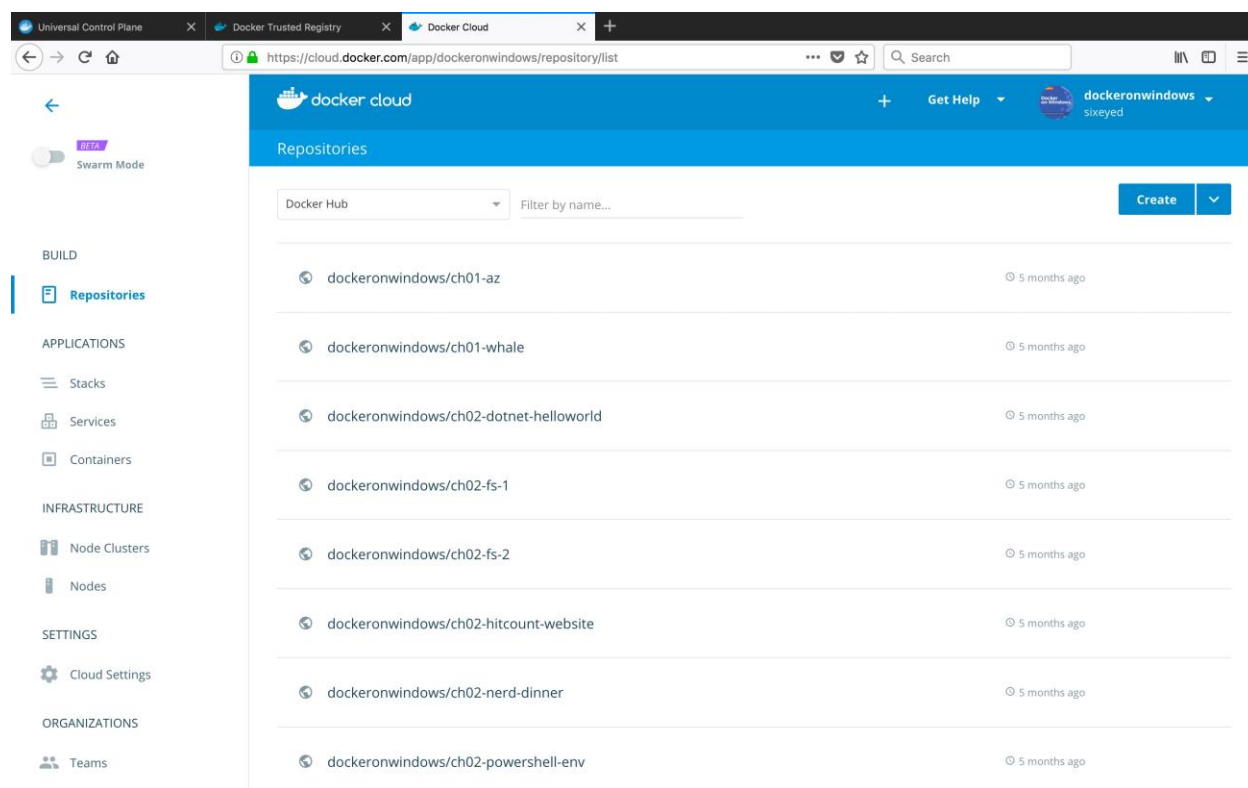 Universal Control Plane
Docker Trusted Registry
Docker Cloud
https://cloud.docker.com/app/dockeronwindows/repository/list
Search
docker cloud
Get Help
dockeronwindows
sixeyed
BETA
Swarm Mode
Repositories
Docker Hub
Filter by name...
Create
BUILD
Repositories
APPLICATIONS
Stacks
Services
Containers
INFRASTRUCTURE
Node Clusters
Nodes
SETTINGS
Cloud Settings
ORGANIZATIONS
Teams
dockeronwindows/ch01-az 5 months ago
dockeronwindows/ch01-whale 5 months ago
dockeronwindows/ch02-dotnet-helloworld 5 months ago
dockeronwindows/ch02-fs-1 5 months ago
dockeronwindows/ch02-fs-2 5 months ago
dockeronwindows/ch02-hitcount-website 5 months ago
dockeronwindows/ch02-nerd-dinner 5 months ago
dockeronwindows/ch02-powershell-env 5 months ago